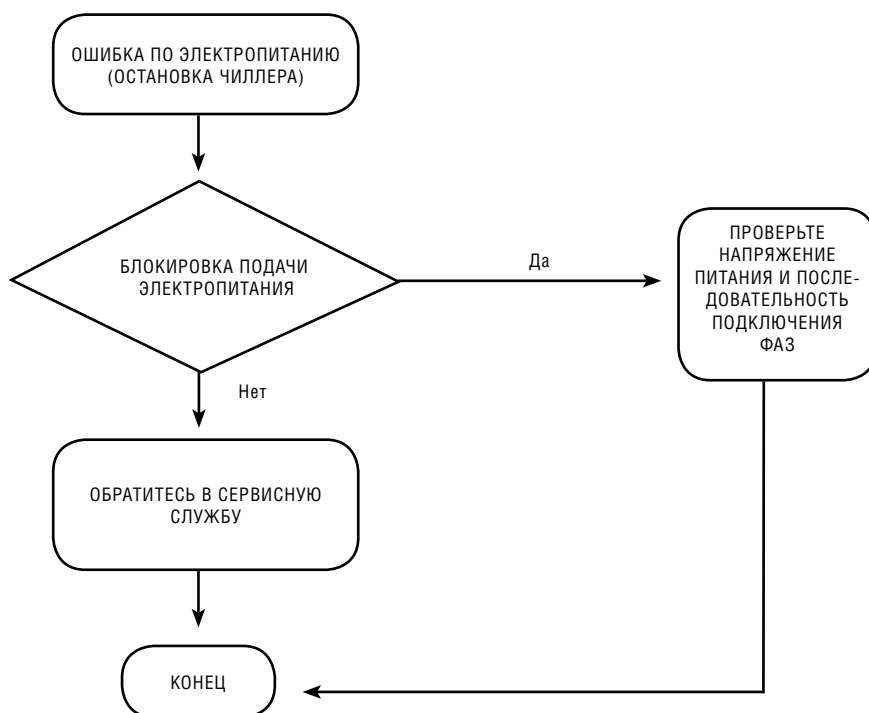 ОШИБКА ПО ЭЛЕКТРОПИТАНИЮ
(ОСТАНОВКА ЧИЛЛЕРА)
БЛОКИРОВКА ПОДАЧИ
ЭЛЕКТРОПИТАНИЯ
Да
ПРОВЕРЬТЕ
НАПРЯЖЕНИЕ
ПИТАНИЯ И ПОСЛЕ-
ДОВАТЕЛЬНОСТЬ
ПОДКЛЮЧЕНИЯ
ФАЗ
Нет
ОБРАТИТЕСЬ В СЕРВИСНУЮ
СЛУЖБУ
КОНЕЦ